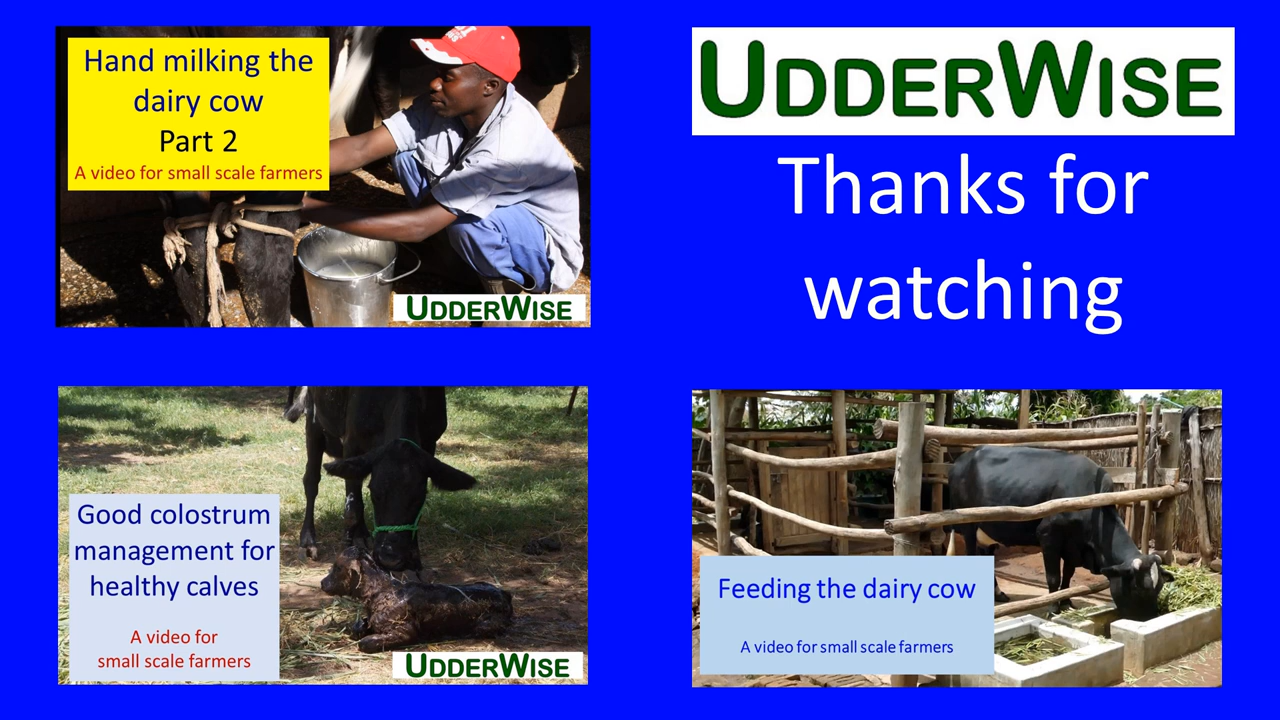 Hand milking the
dairy cow
Part 2
A video for small scale farmers
UDDERWISE
UDDERWISE
Thanks for
watching
Good colostrum
management for
healthy calves
A video for
small scale farmers
UDDERWISE
Feeding the dairy cow
A video for small scale farmers